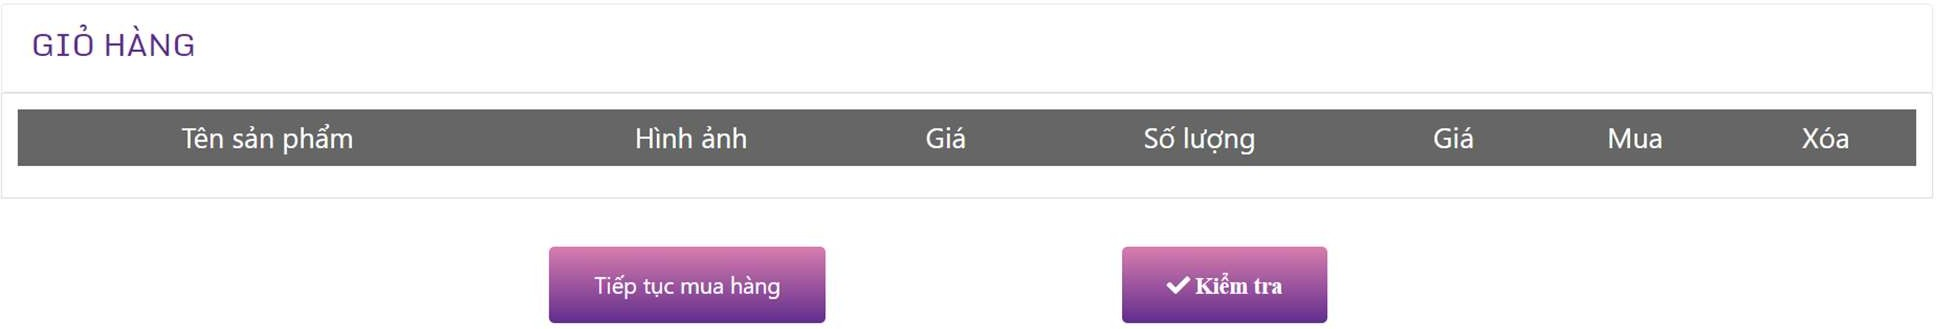 GIỎ HÀNG
Tên sản phẩm Hình ảnh Giá Số lượng Giá Mua Xóa
Tiếp tục mua hàng Kiểm tra